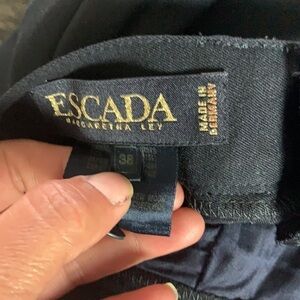 ESCADA
MARGARETHA LEY
MADE IN
GERMANY
38